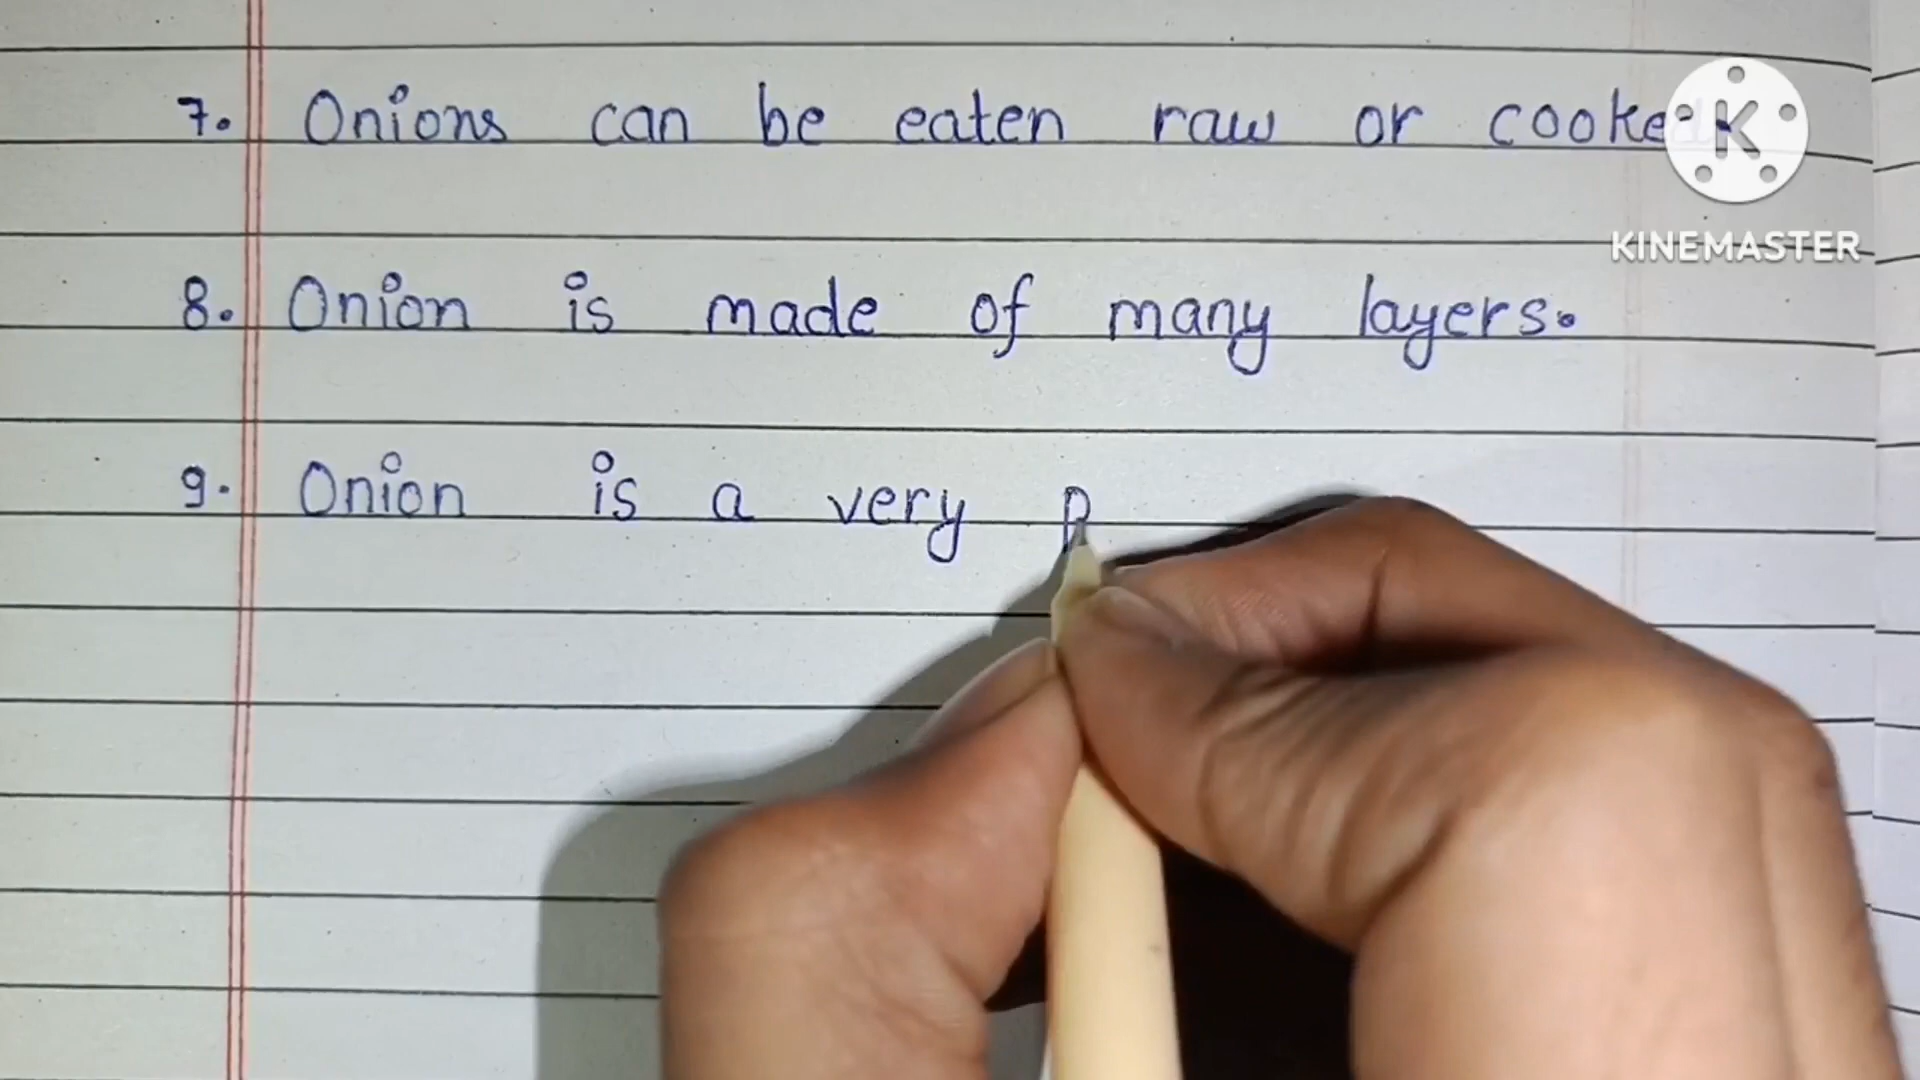 7. Onions can be eaten raw or cooked
K
KINEMASTER
8. Onion is made of many layers.
9. Onion is a very p